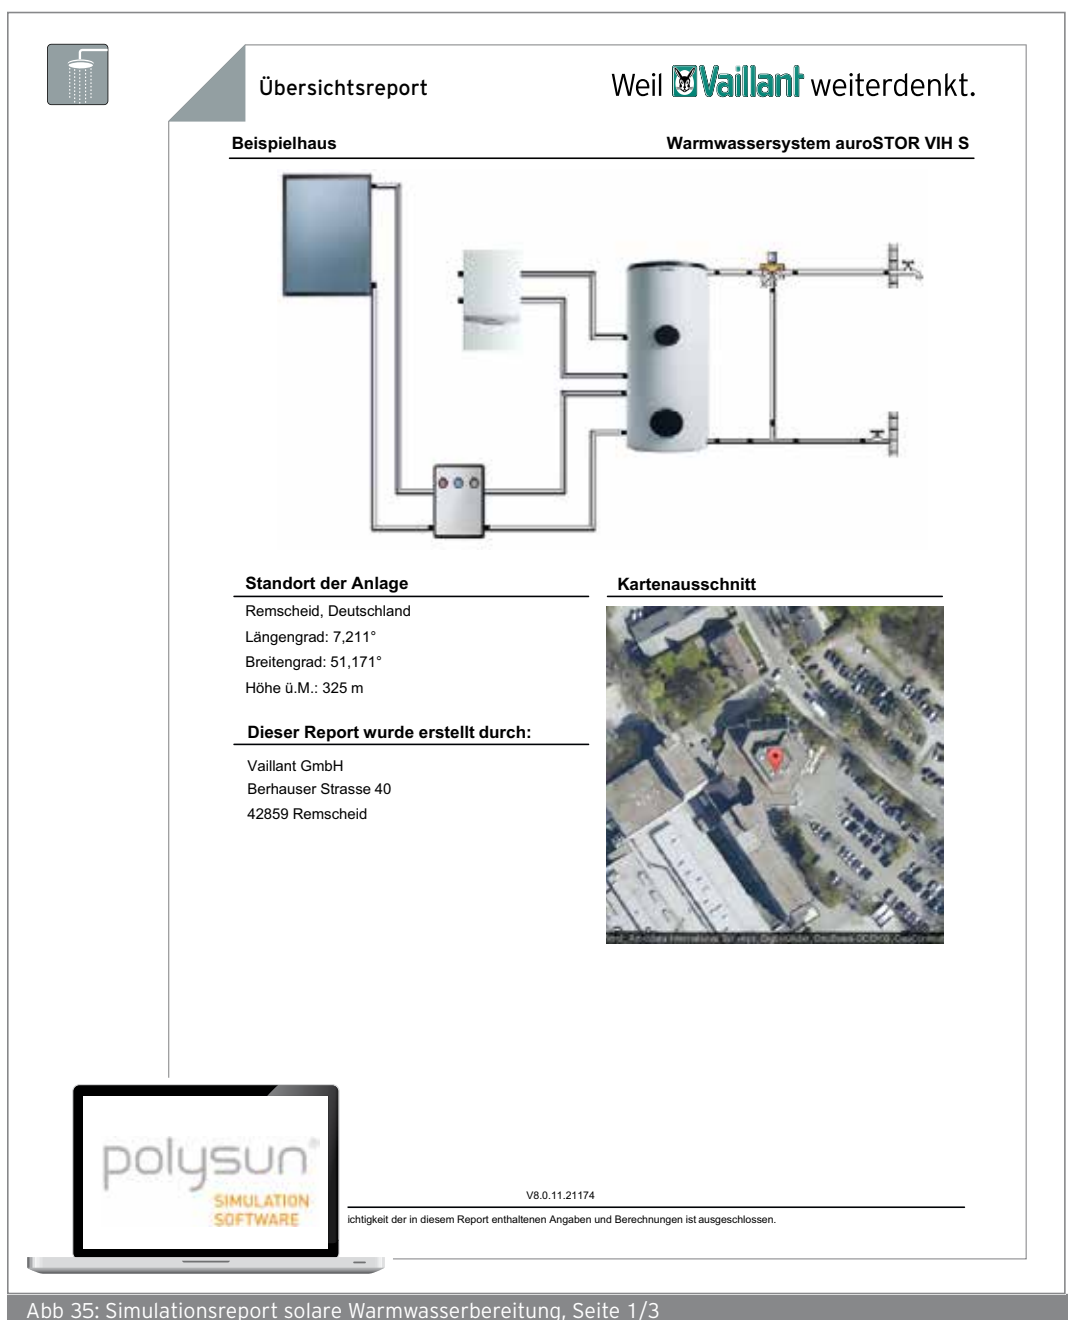 Übersichtsreport
Weil Vaillant weiterdenkt.
Beispielhaus
Warmwassersystem auroSTOR VIH S
Standort der Anlage
Remscheid, Deutschland
Längengrad: 7,211°
Breitengrad: 51,171°
Höhe ü.M.: 325 m
Dieser Report wurde erstellt durch:
Vaillant GmbH
Berhauser Strasse 40
42859 Remscheid
Kartenausschnitt
polysun®
SIMULATION
SOFTWARE
V8.0.11.21174
ichtigkeit der in diesem Report enthaltenen Angaben und Berechnungen ist ausgeschlossen.
Abb 35: Simulationsreport solare Warmwasserbereitung, Seite 1/3